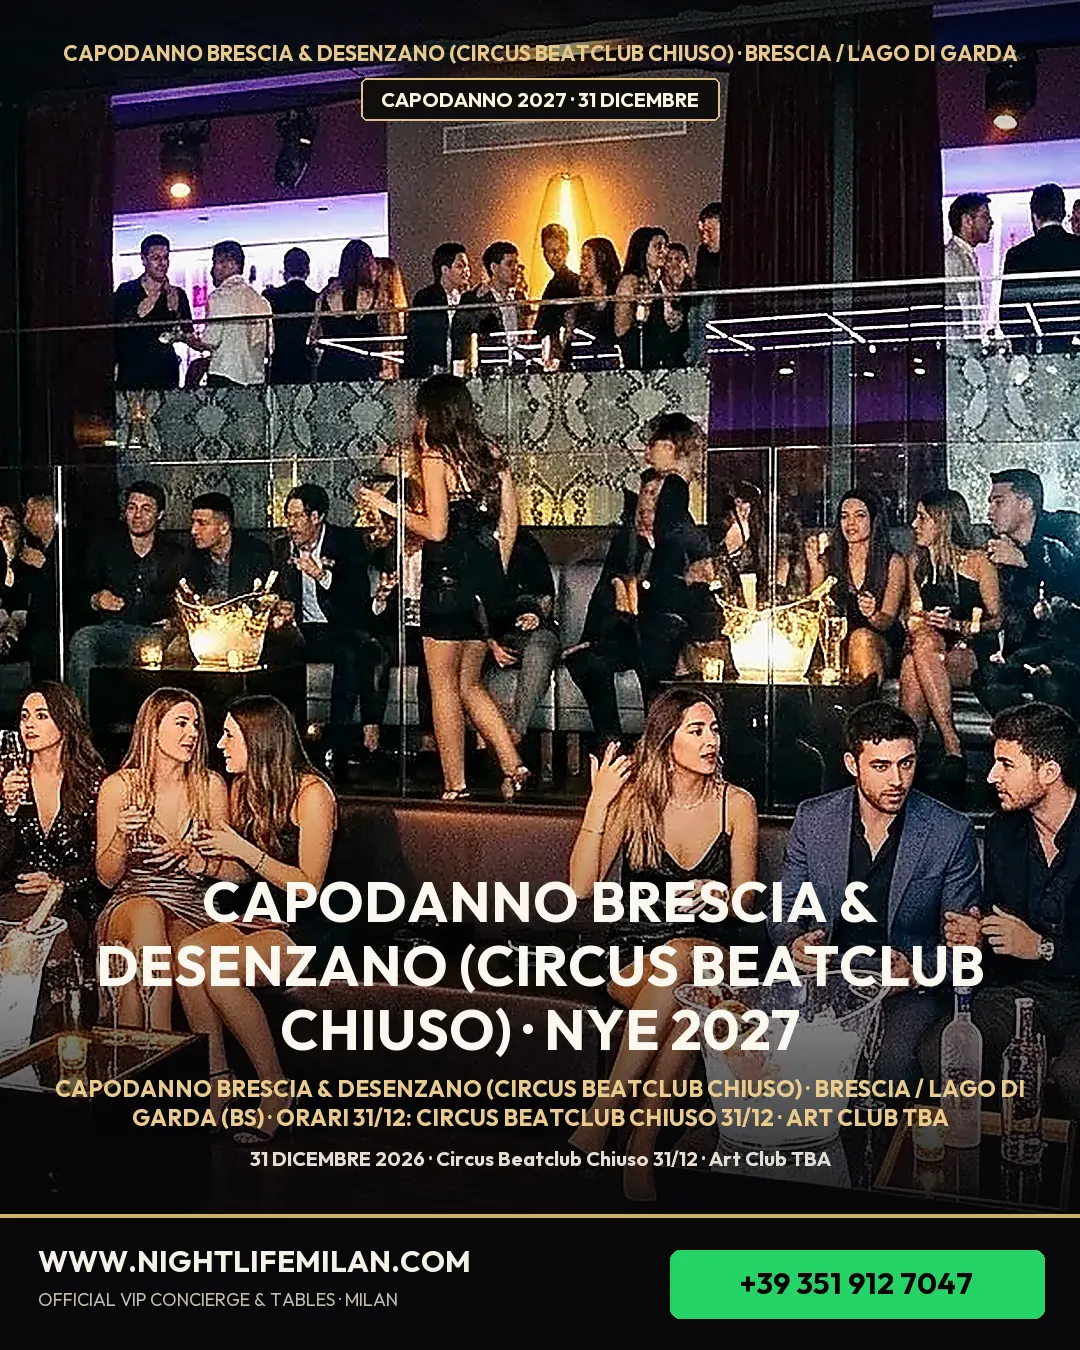 CAPODANNO BRESCIA & DESENZANO (CIRCUS BEATCLUB CHIUSO) · BRESCIA / LAGO DI GARDA
CAPODANNO 2027 · 31 DICEMBRE
CAPODANNO BRESCIA &
DESENZANO (CIRCUS BEATCLUB
CHIUSO) · NYE 2027
CAPODANNO BRESCIA & DESENZANO (CIRCUS BEATCLUB CHIUSO) · BRESCIA / LAGO DI
GARDA (BS) · ORARI 31/12: CIRCUS BEATCLUB CHIUSO 31/12 · ART CLUB TBA
31 DICEMBRE 2026 · Circus Beatclub Chiuso 31/12 · Art Club TBA
WWW.NIGHTLIFEMILAN.COM
OFFICIAL VIP CONCIERGE & TABLES · MILAN
+39 351 912 7047